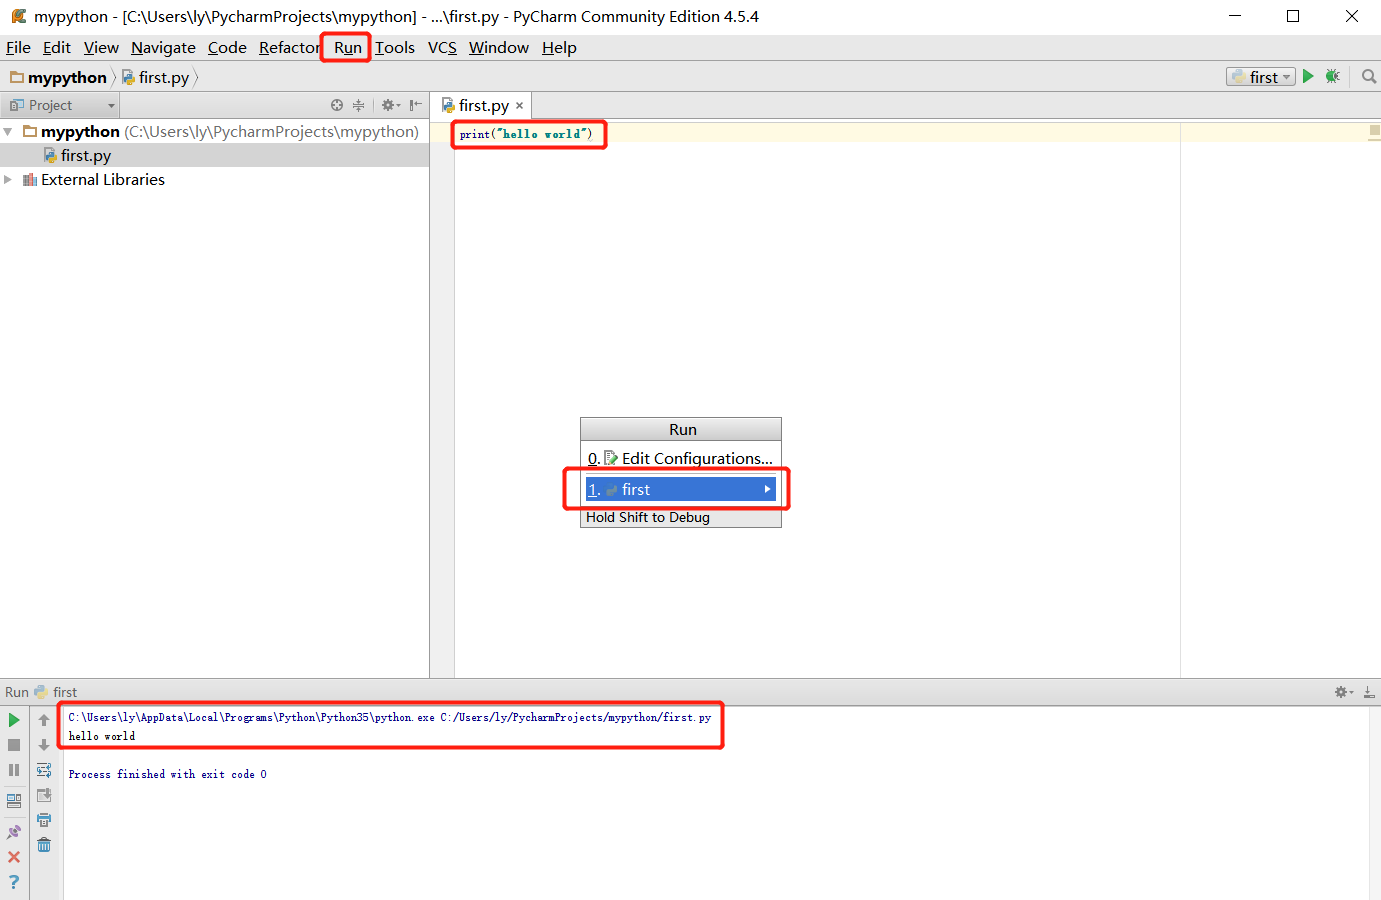 mypython - [C:\Users\ly\PycharmProjects\mypython] - ...\first.py - PyCharm Community Edition 4.5.4
File Edit View Navigate Code Refactor Run Tools VCS Window Help
mypython first.py
first
Project
first.py
mypython (C:\Users\ly\PycharmProjects\mypython)
first.py
External Libraries
print("hello world")
Run
0. Edit Configurations...
1. first
Hold Shift to Debug
Run first
C:\Users\ly\AppData\Local\Programs\Python\Python35\python.exe C:/Users/ly/PycharmProjects/mypython/first.py
hello world
Process finished with exit code 0